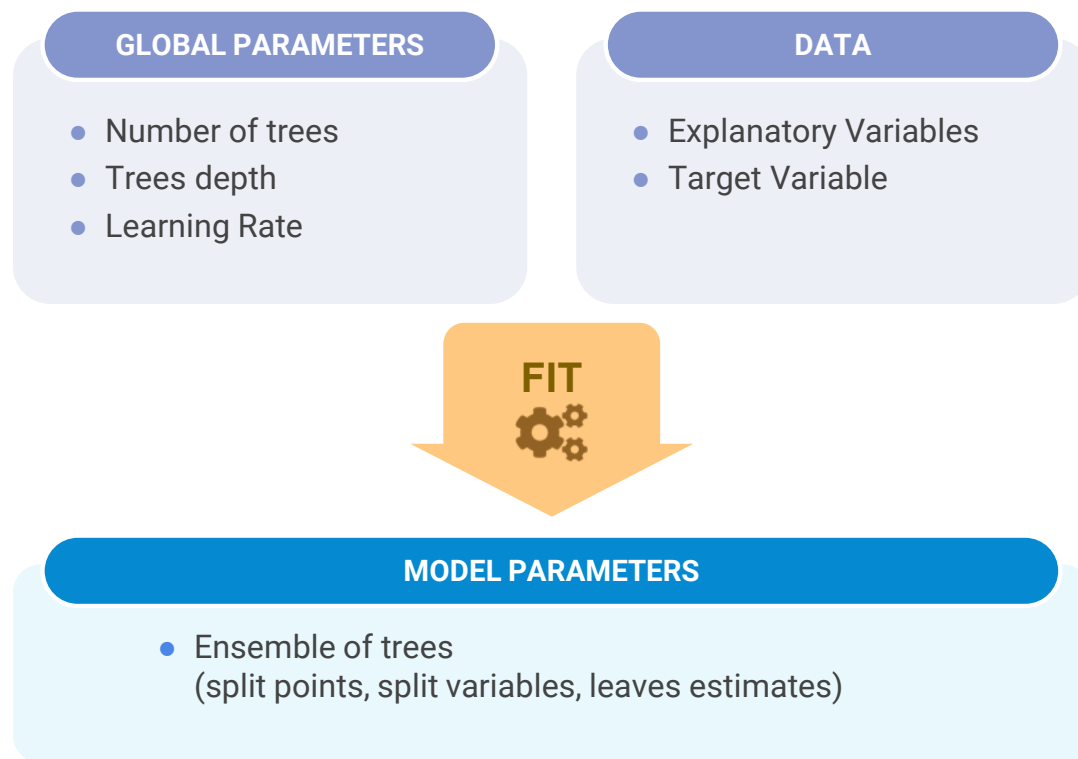 GLOBAL PARAMETERS
Number of trees
Trees depth
Learning Rate
DATA
Explanatory Variables
Target Variable
FIT
MODEL PARAMETERS
Ensemble of trees
(split points, split variables, leaves estimates)